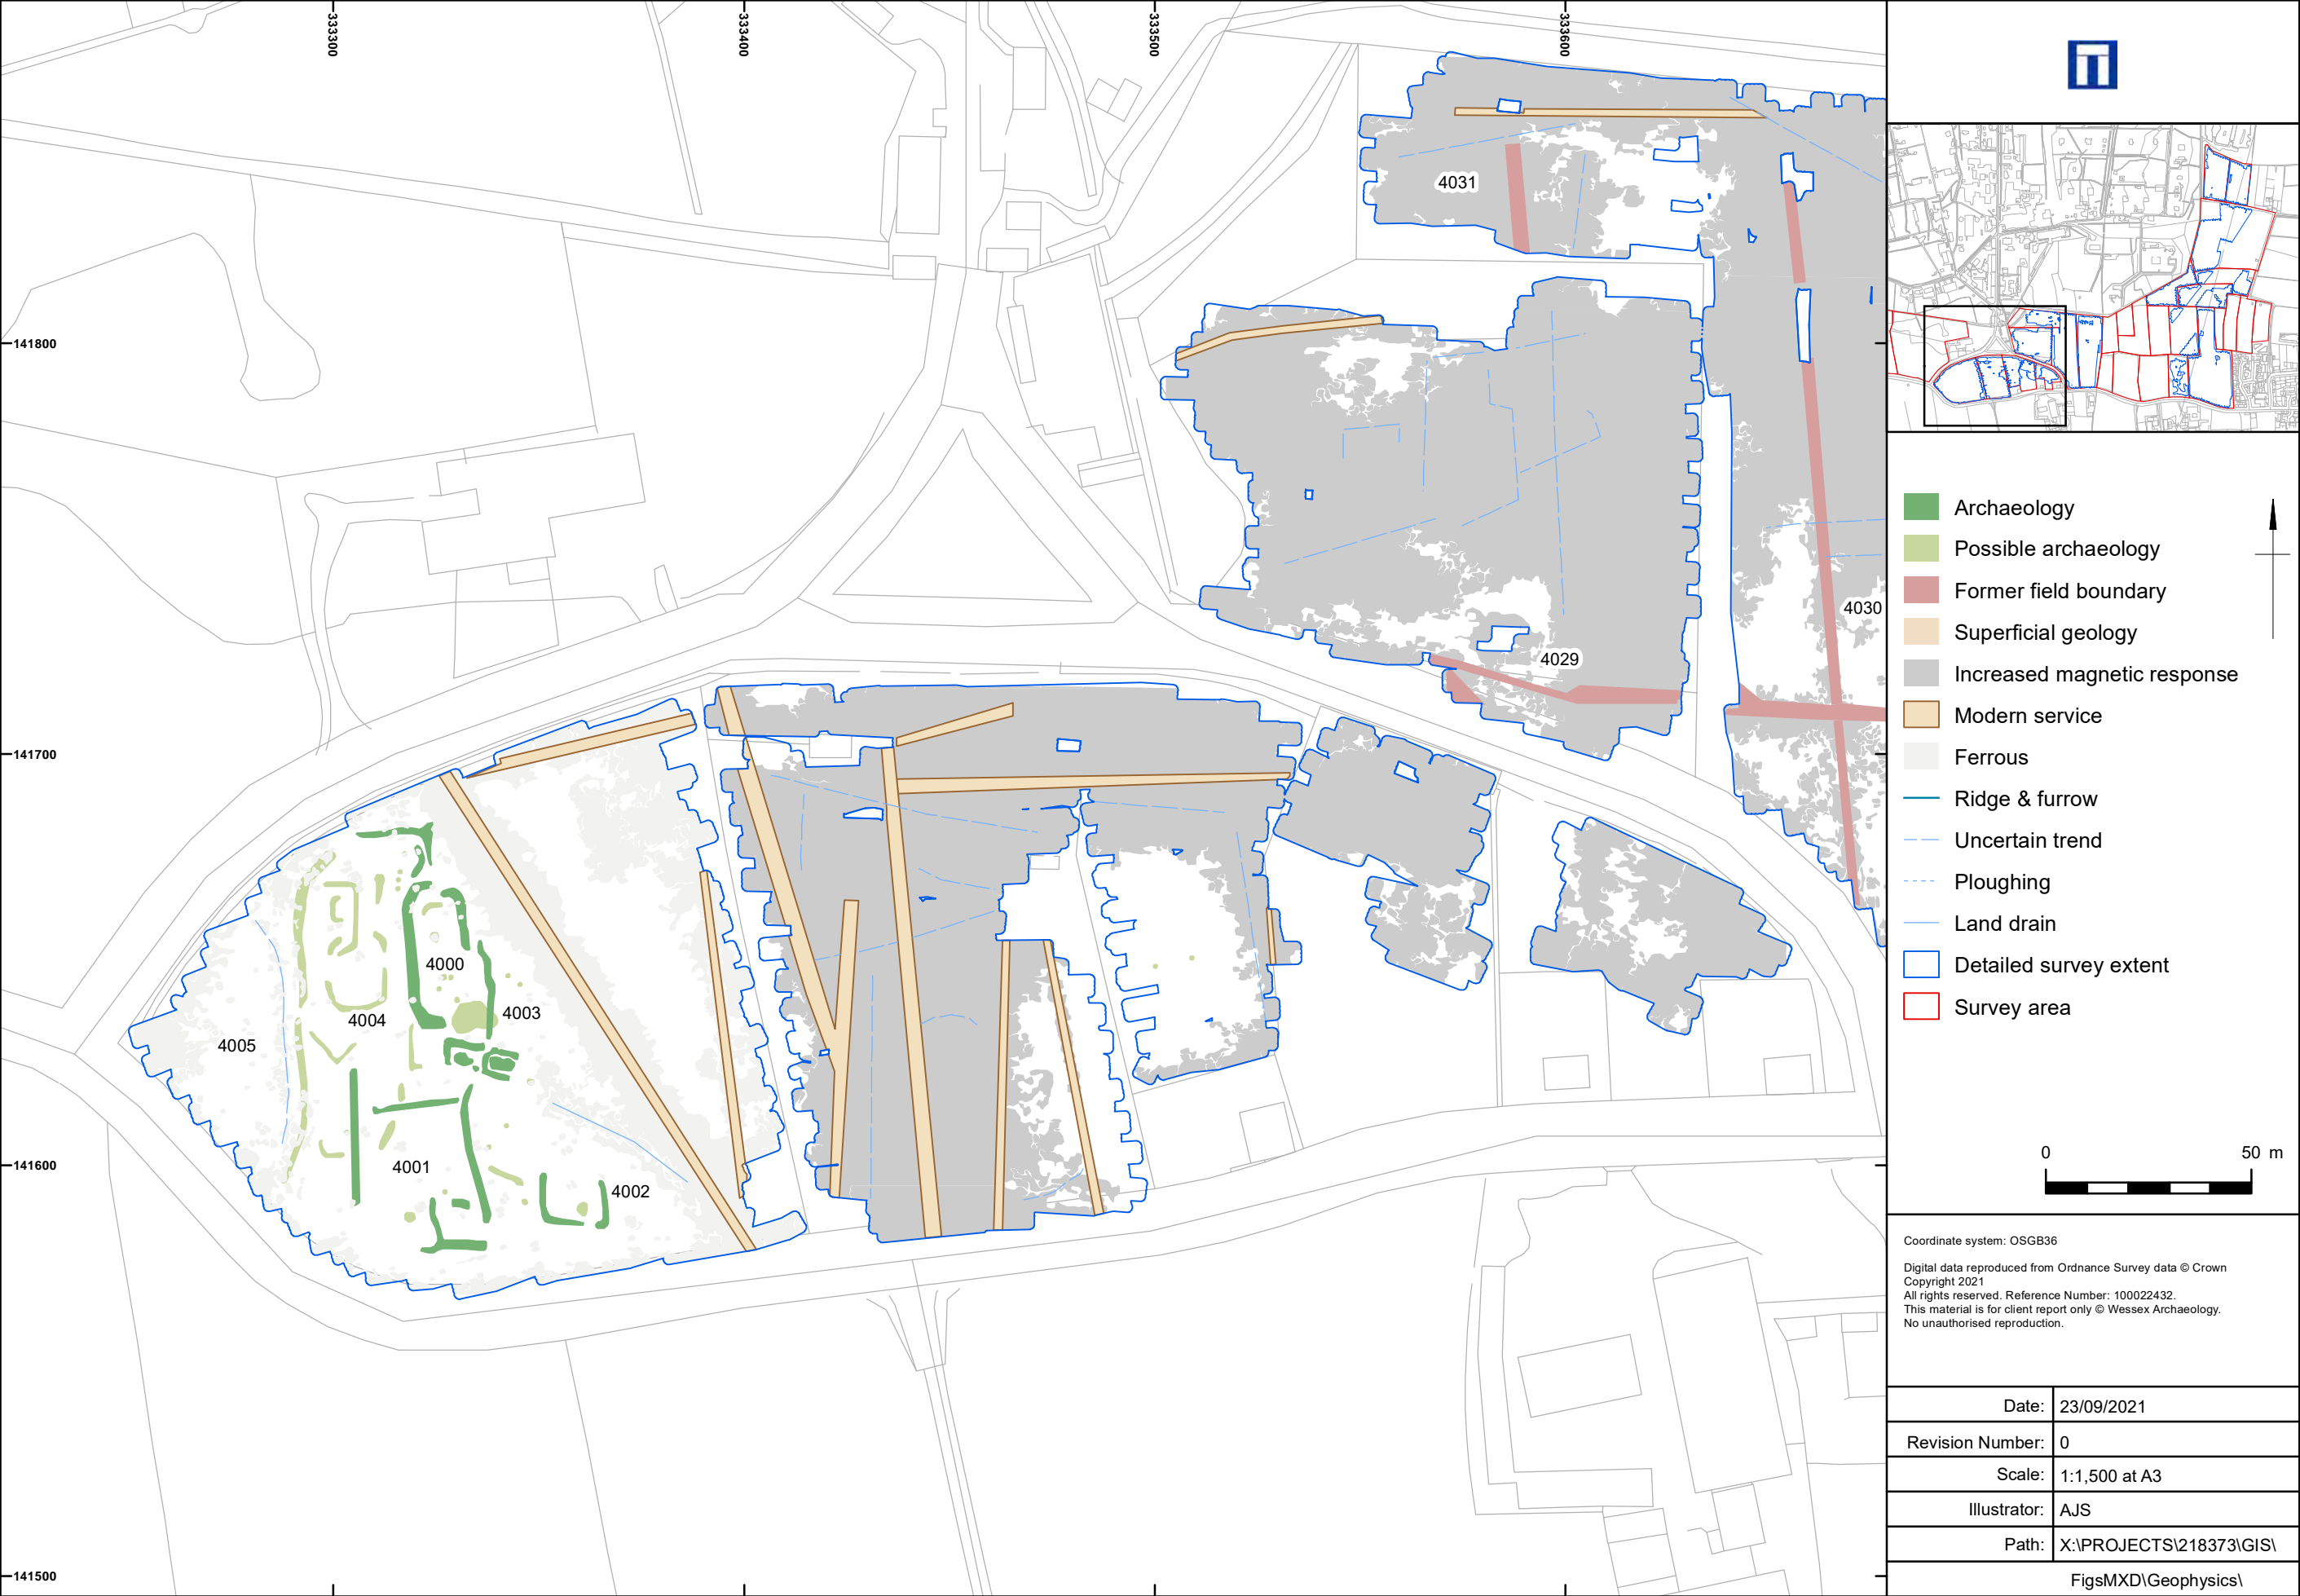 333300
333400
333500
333600
141800
141700
141600
141500
4031
4030
4029
4000
4003
4004
4005
4001
4002
Archaeology
Possible archaeology
Former field boundary
Superficial geology
Increased magnetic response
Modern service
Ferrous
Ridge & furrow
Uncertain trend
Ploughing
Land drain
Detailed survey extent
Survey area
0 50 m
Coordinate system: OSGB36
Digital data reproduced from Ordnance Survey data © Crown
Copyright 2021
All rights reserved. Reference Number: 100022432.
This material is for client report only © Wessex Archaeology.
No unauthorised reproduction.
Date: 23/09/2021
Revision Number: 0
Scale: 1:1,500 at A3
Illustrator: AJS
Path: X:\PROJECTS\218373\GIS\
FigsMXD\Geophysics\